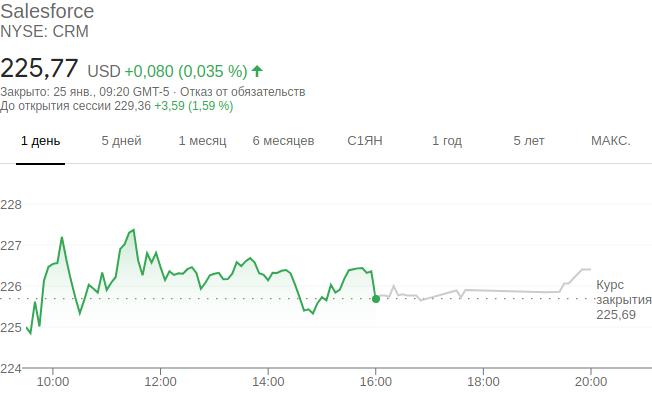 Salesforce
NYSE: CRM
225,77 USD +0,080 (0,035 %)
Закрыто: 25 янв., 09:20 GMT-5 · Отказ от обязательств
До открытия сессии 229,36 +3,59 (1,59 %)
1 день 5 дней 1 месяц 6 месяцев С1ЯН 1 год 5 лет МАКС.
228
227
226
225
224
Курс
закрытия
225,69
10:00 12:00 14:00 16:00 18:00 20:00